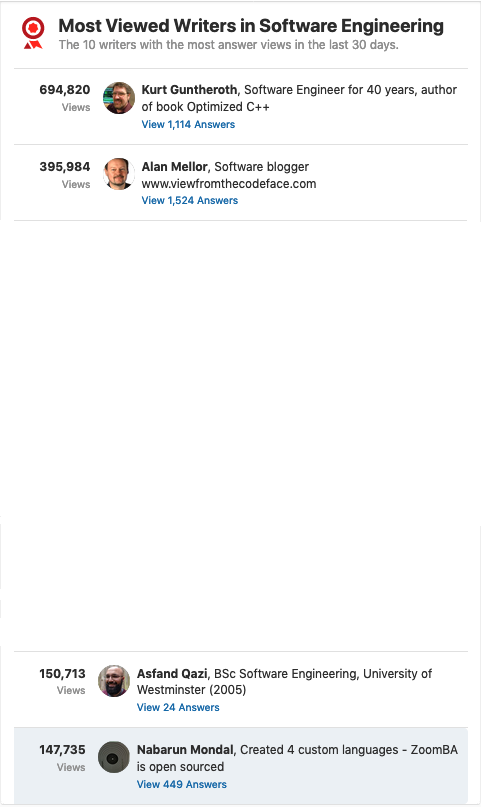 Most Viewed Writers in Software Engineering
The 10 writers with the most answer views in the last 30 days.
694,820
Views
Kurt Guntheroth, Software Engineer for 40 years, author
of book Optimized C++
View 1,114 Answers
395,984
Views
Alan Mellor, Software blogger
www.viewfromthecodeface.com
View 1,524 Answers
150,713
Views
Asfand Qazi, BSc Software Engineering, University of
Westminster (2005)
View 24 Answers
147,735
Views
Nabarun Mondal, Created 4 custom languages - ZoomBA
is open sourced
View 449 Answers